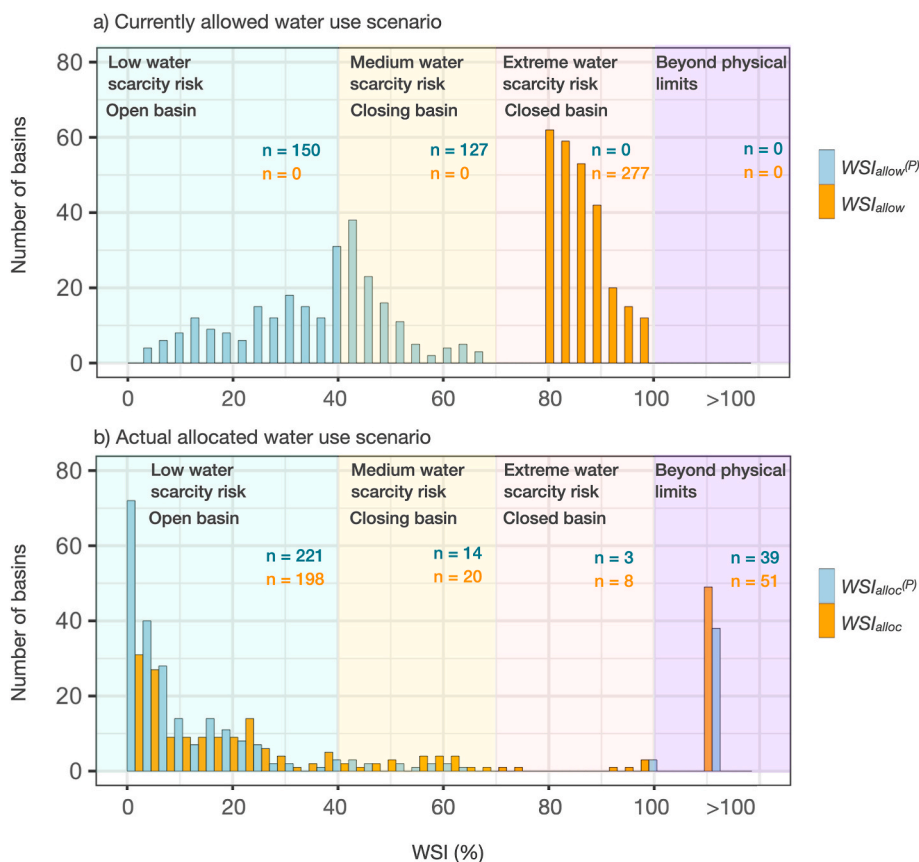 a) Currently allowed water use scenario
80
60
40
20
0
Number of basins
Low water
scarcity risk
Open basin
n = 150
n = 0
Medium water
scarcity risk
Closing basin
n = 127
n = 0
Extreme water
scarcity risk
Closed basin
n = 0
n = 277
Beyond physical
limits
n = 0
n = 0
0 20 40 60 80 100 >100
WSIallow(P)
WSIallow
b) Actual allocated water use scenario
80
60
40
20
0
Number of basins
Low water
scarcity risk
Open basin
n = 221
n = 198
Medium water
scarcity risk
Closing basin
n = 14
n = 20
Extreme water
scarcity risk
Closed basin
n = 3
n = 8
Beyond physical
limits
n = 39
n = 51
0 20 40 60 80 100 >100
WSI (%)
WSIalloc(P)
WSIalloc